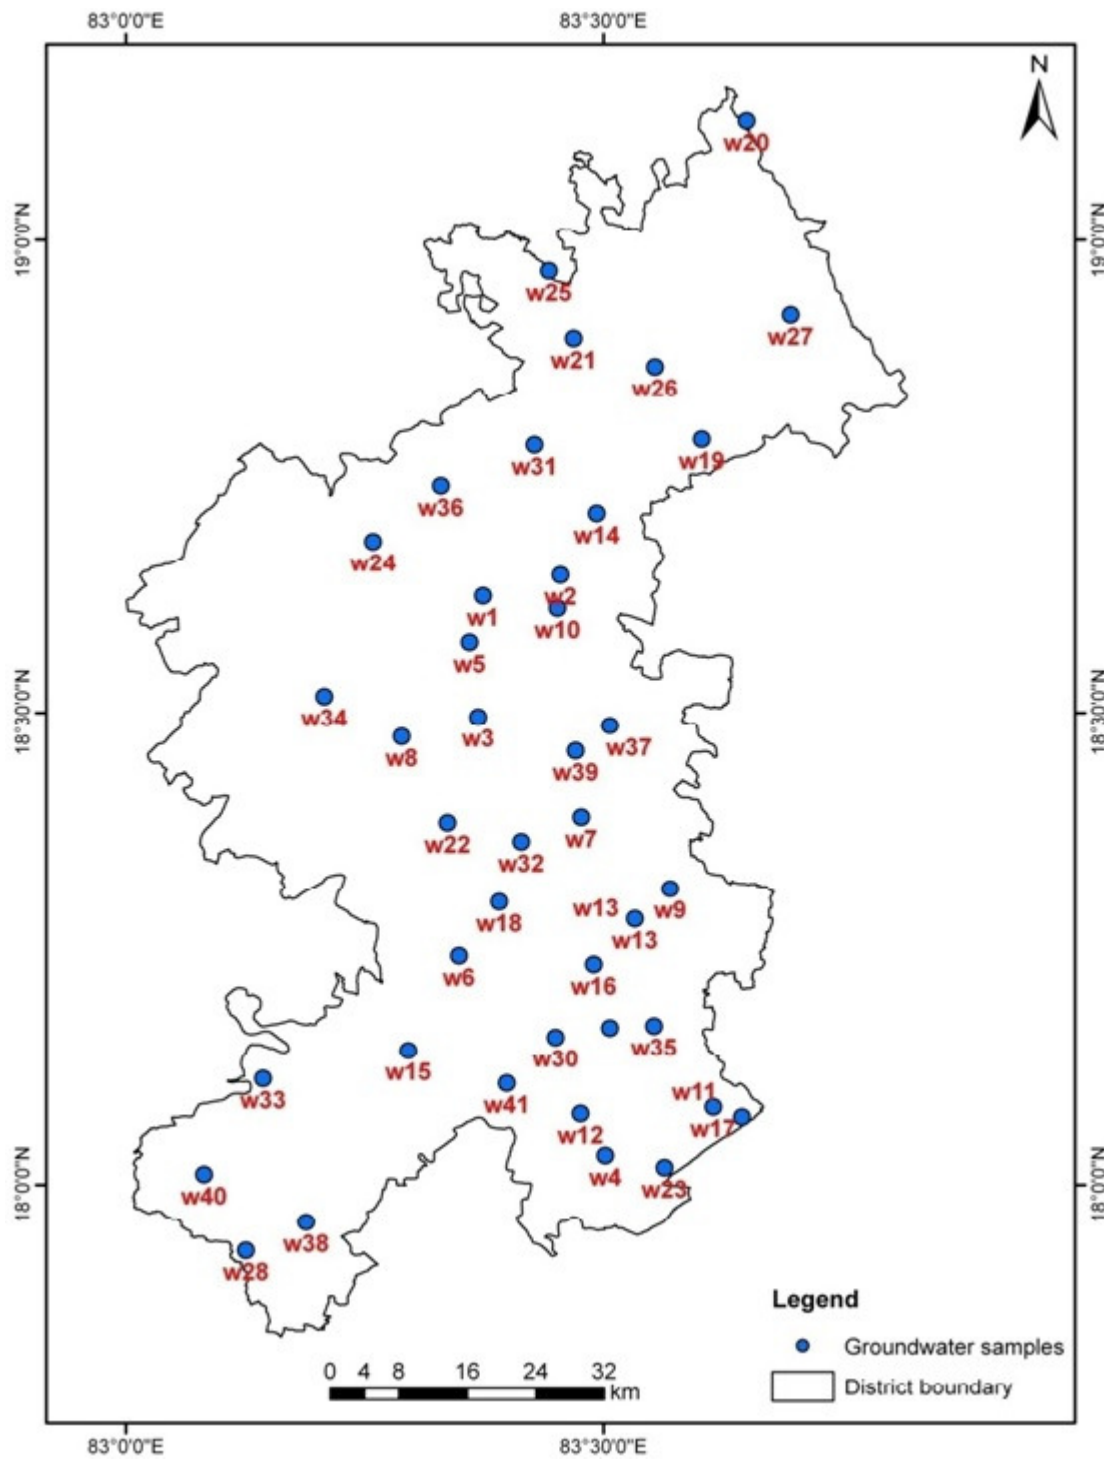 83°0'0"E
83°30'0"E
N
w20
19°0'0"N
19°0'0"N
w25
w27
w21
w26
w31
w19
w36
w14
w24
w2
w1
w10
w5
w34
w3
18°30'0"N
18°30'0"N
w37
w8
w39
w22
w7
w32
w13
w9
w18
w13
w6
w16
w35
w30
w15
w33
w41
w11
w12
w17
w4
w23
18°0'0"N
18°0'0"N
w40
w38
w28
Legend
Groundwater samples
District boundary
0 4 8 16 24 32
km
83°0'0"E
83°30'0"E